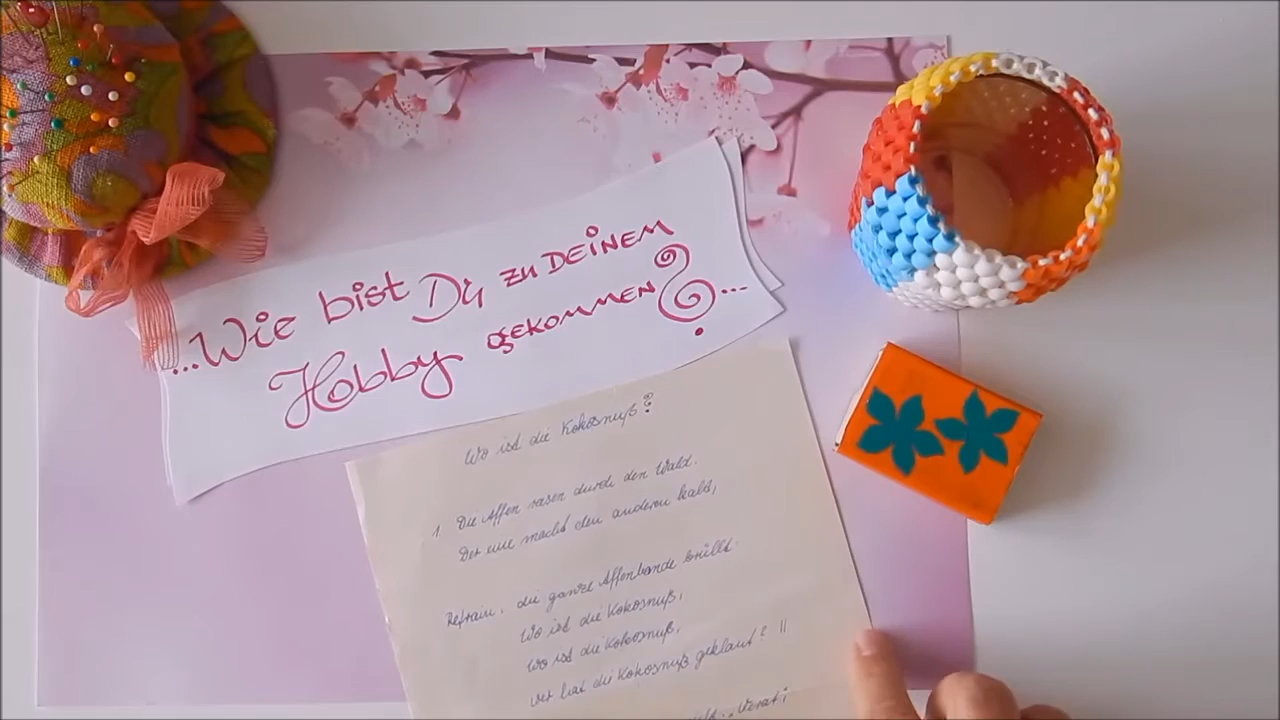 ...Wie bist Du zu DEiNEM
Hobby gekommen?...
Wo ist die Kokosnuß?
1. Die Affen rasen durch den Wald.
Der eine macht den anderen kalt,
Refrain. die ganze Affenbande brüllt.
Wo ist die Kokosnuß,
Wo ist die Kokosnuß,
wer hat die Kokosnuß geklaut? ||